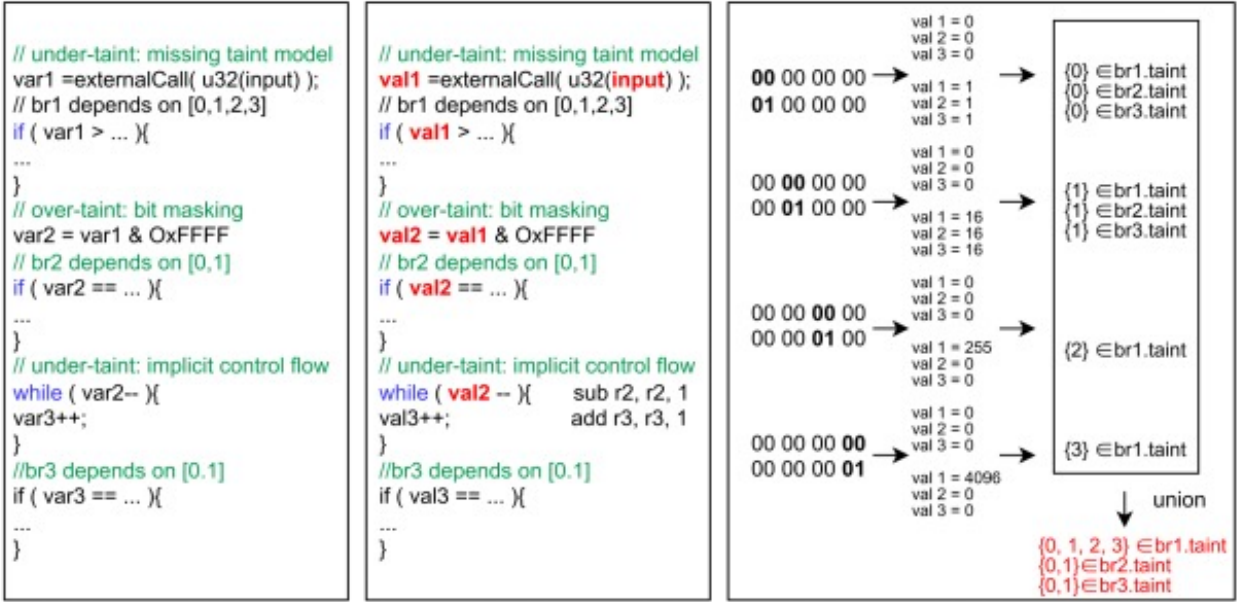 // under-taint: missing taint model
var1 =externalCall( u32(input) );
// br1 depends on [0,1,2,3]
if ( var1 > ... ){
...
}
// over-taint: bit masking
var2 = var1 & OxFFFF
// br2 depends on [0,1]
if ( var2 == ... ){
...
}
// under-taint: implicit control flow
while ( var2-- ){
var3++;
}
//br3 depends on [0.1]
if ( var3 == ... ){
...
}
// under-taint: missing taint model
val1 =externalCall( u32(input) );
// br1 depends on [0,1,2,3]
if ( val1 > ... ){
...
}
// over-taint: bit masking
val2 = val1 & OxFFFF
// br2 depends on [0,1]
if ( val2 == ... ){
...
}
// under-taint: implicit control flow
while ( val2 -- ){ sub r2, r2, 1
val3++; add r3, r3, 1
}
//br3 depends on [0.1]
if ( val3 == ... ){
...
}
00 00 00 00
01 00 00 00
val 1 = 0
val 2 = 0
val 3 = 0
val 1 = 1
val 2 = 1
val 3 = 1
{0} ∈br1.taint
{0} ∈br2.taint
{0} ∈br3.taint
00 00 00 00
00 01 00 00
val 1 = 0
val 2 = 0
val 3 = 0
val 1 = 16
val 2 = 16
val 3 = 16
{1} ∈br1.taint
{1} ∈br2.taint
{1} ∈br3.taint
00 00 00 00
00 00 01 00
val 1 = 0
val 2 = 0
val 3 = 0
val 1 = 255
val 2 = 0
val 3 = 0
{2} ∈br1.taint
00 00 00 00
00 00 00 01
val 1 = 0
val 2 = 0
val 3 = 0
val 1 = 4096
val 2 = 0
val 3 = 0
{3} ∈br1.taint
union
{0, 1, 2, 3} ∈br1.taint
{0,1}∈br2.taint
{0,1}∈br3.taint